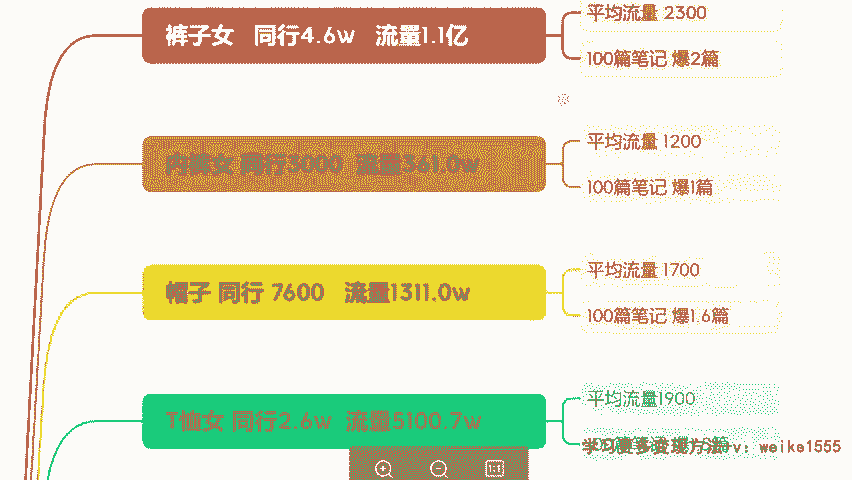 裤子女 同行4.6w 流量1.1亿
平均流量 2300
100篇笔记 爆2篇
内裤女 同行3000 流量361.0w
平均流量 1200
100篇笔记 爆1篇
帽子 同行 7600 流量1311.0w
平均流量 1700
100篇笔记 爆1.6篇
T恤女 同行2.6w 流量5100.7w
平均流量1900
学习更多变现方法+v：weike1555